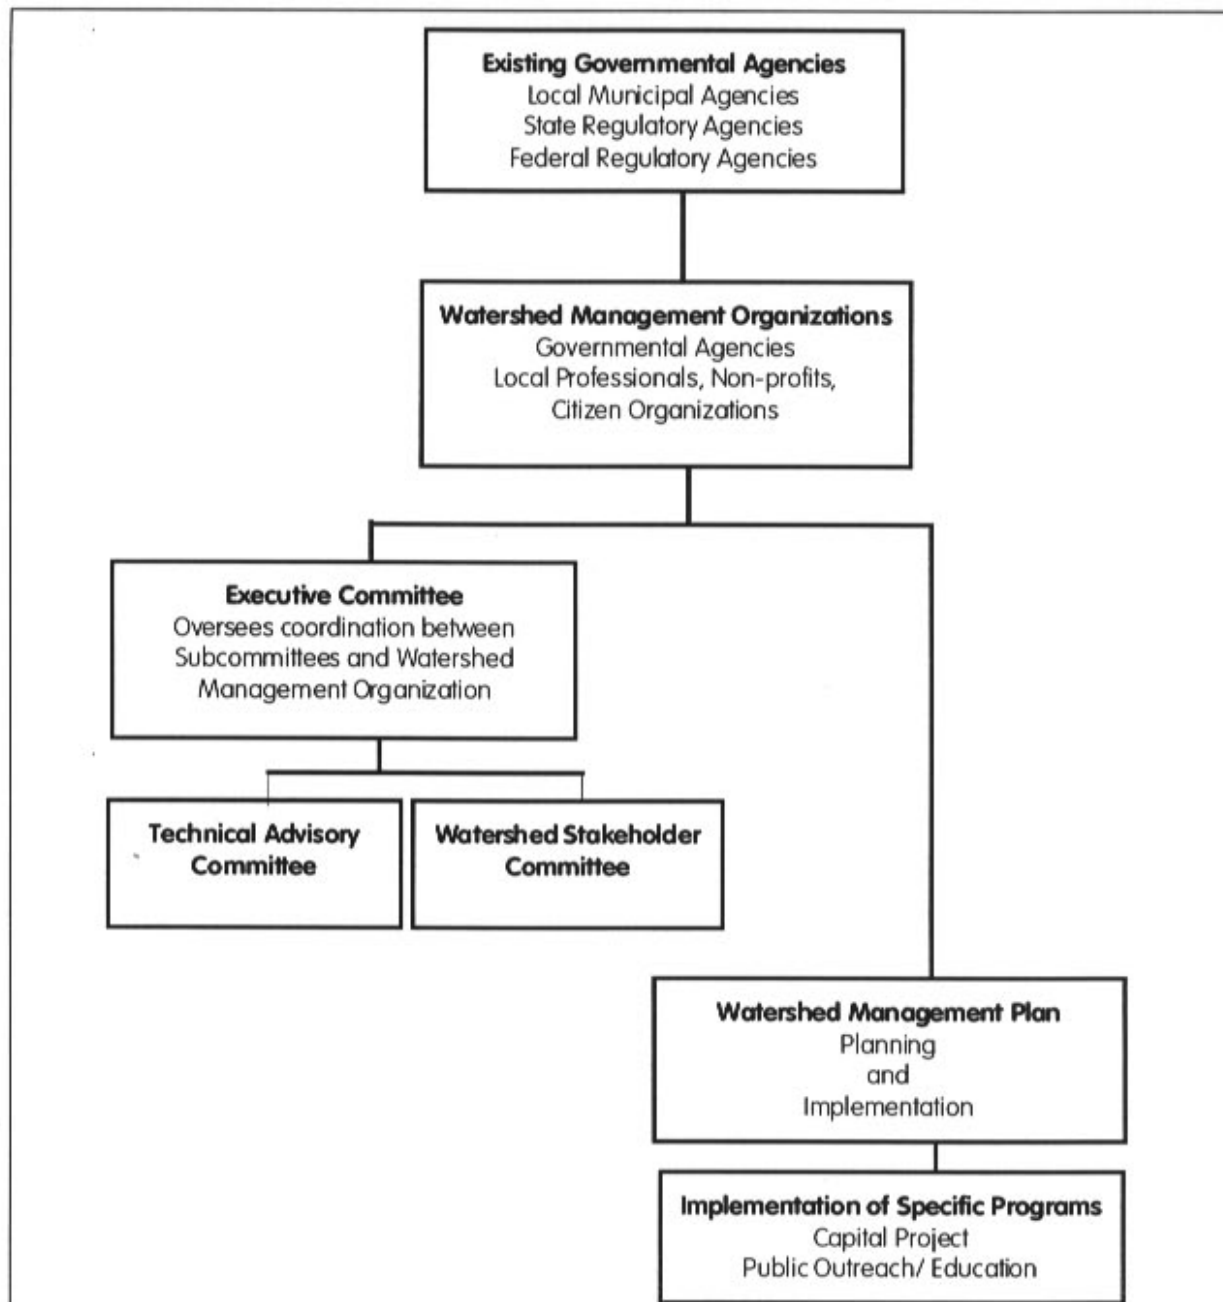 Existing Governmental Agencies
Local Municipal Agencies
State Regulatory Agencies
Federal Regulatory Agencies
Watershed Management Organizations
Governmental Agencies
Local Professionals, Non-profits,
Citizen Organizations
Executive Committee
Oversees coordination between
Subcommittees and Watershed
Management Organization
Technical Advisory
Committee
Watershed Stakeholder
Committee
Watershed Management Plan
Planning
and
Implementation
Implementation of Specific Programs
Capital Project
Public Outreach/ Education